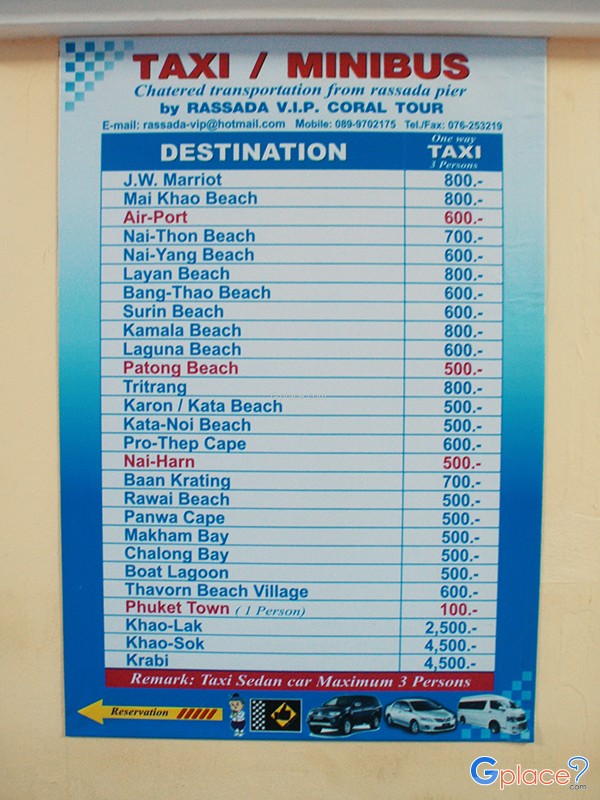 TAXI / MINIBUS
Chatered transportation from rassada pier
by RASSADA V.I.P. CORAL TOUR
E-mail: rassada-vip@hotmail.com Mobile: 089-9702175 Tel./Fax: 076-253219
DESTINATION One way TAXI 3 Persons
J.W. Marriot 800.-
Mai Khao Beach 800.-
Air-Port 600.-
Nai-Thon Beach 700.-
Nai-Yang Beach 600.-
Layan Beach 800.-
Bang-Thao Beach 600.-
Surin Beach 600.-
Kamala Beach 800.-
Laguna Beach 600.-
Patong Beach 500.-
Tritrang 800.-
Karon / Kata Beach 500.-
Kata-Noi Beach 500.-
Pro-Thep Cape 600.-
Nai-Harn 500.-
Baan Krating 700.-
Rawai Beach 500.-
Panwa Cape 500.-
Makham Bay 500.-
Chalong Bay 500.-
Boat Lagoon 500.-
Thavorn Beach Village 600.-
Phuket Town ( 1 Person) 100.-
Khao-Lak 2,500.-
Khao-Sok 4,500.-
Krabi 4,500.-
Remark: Taxi Sedan car Maximum 3 Persons
Reservation
Gplace?.com